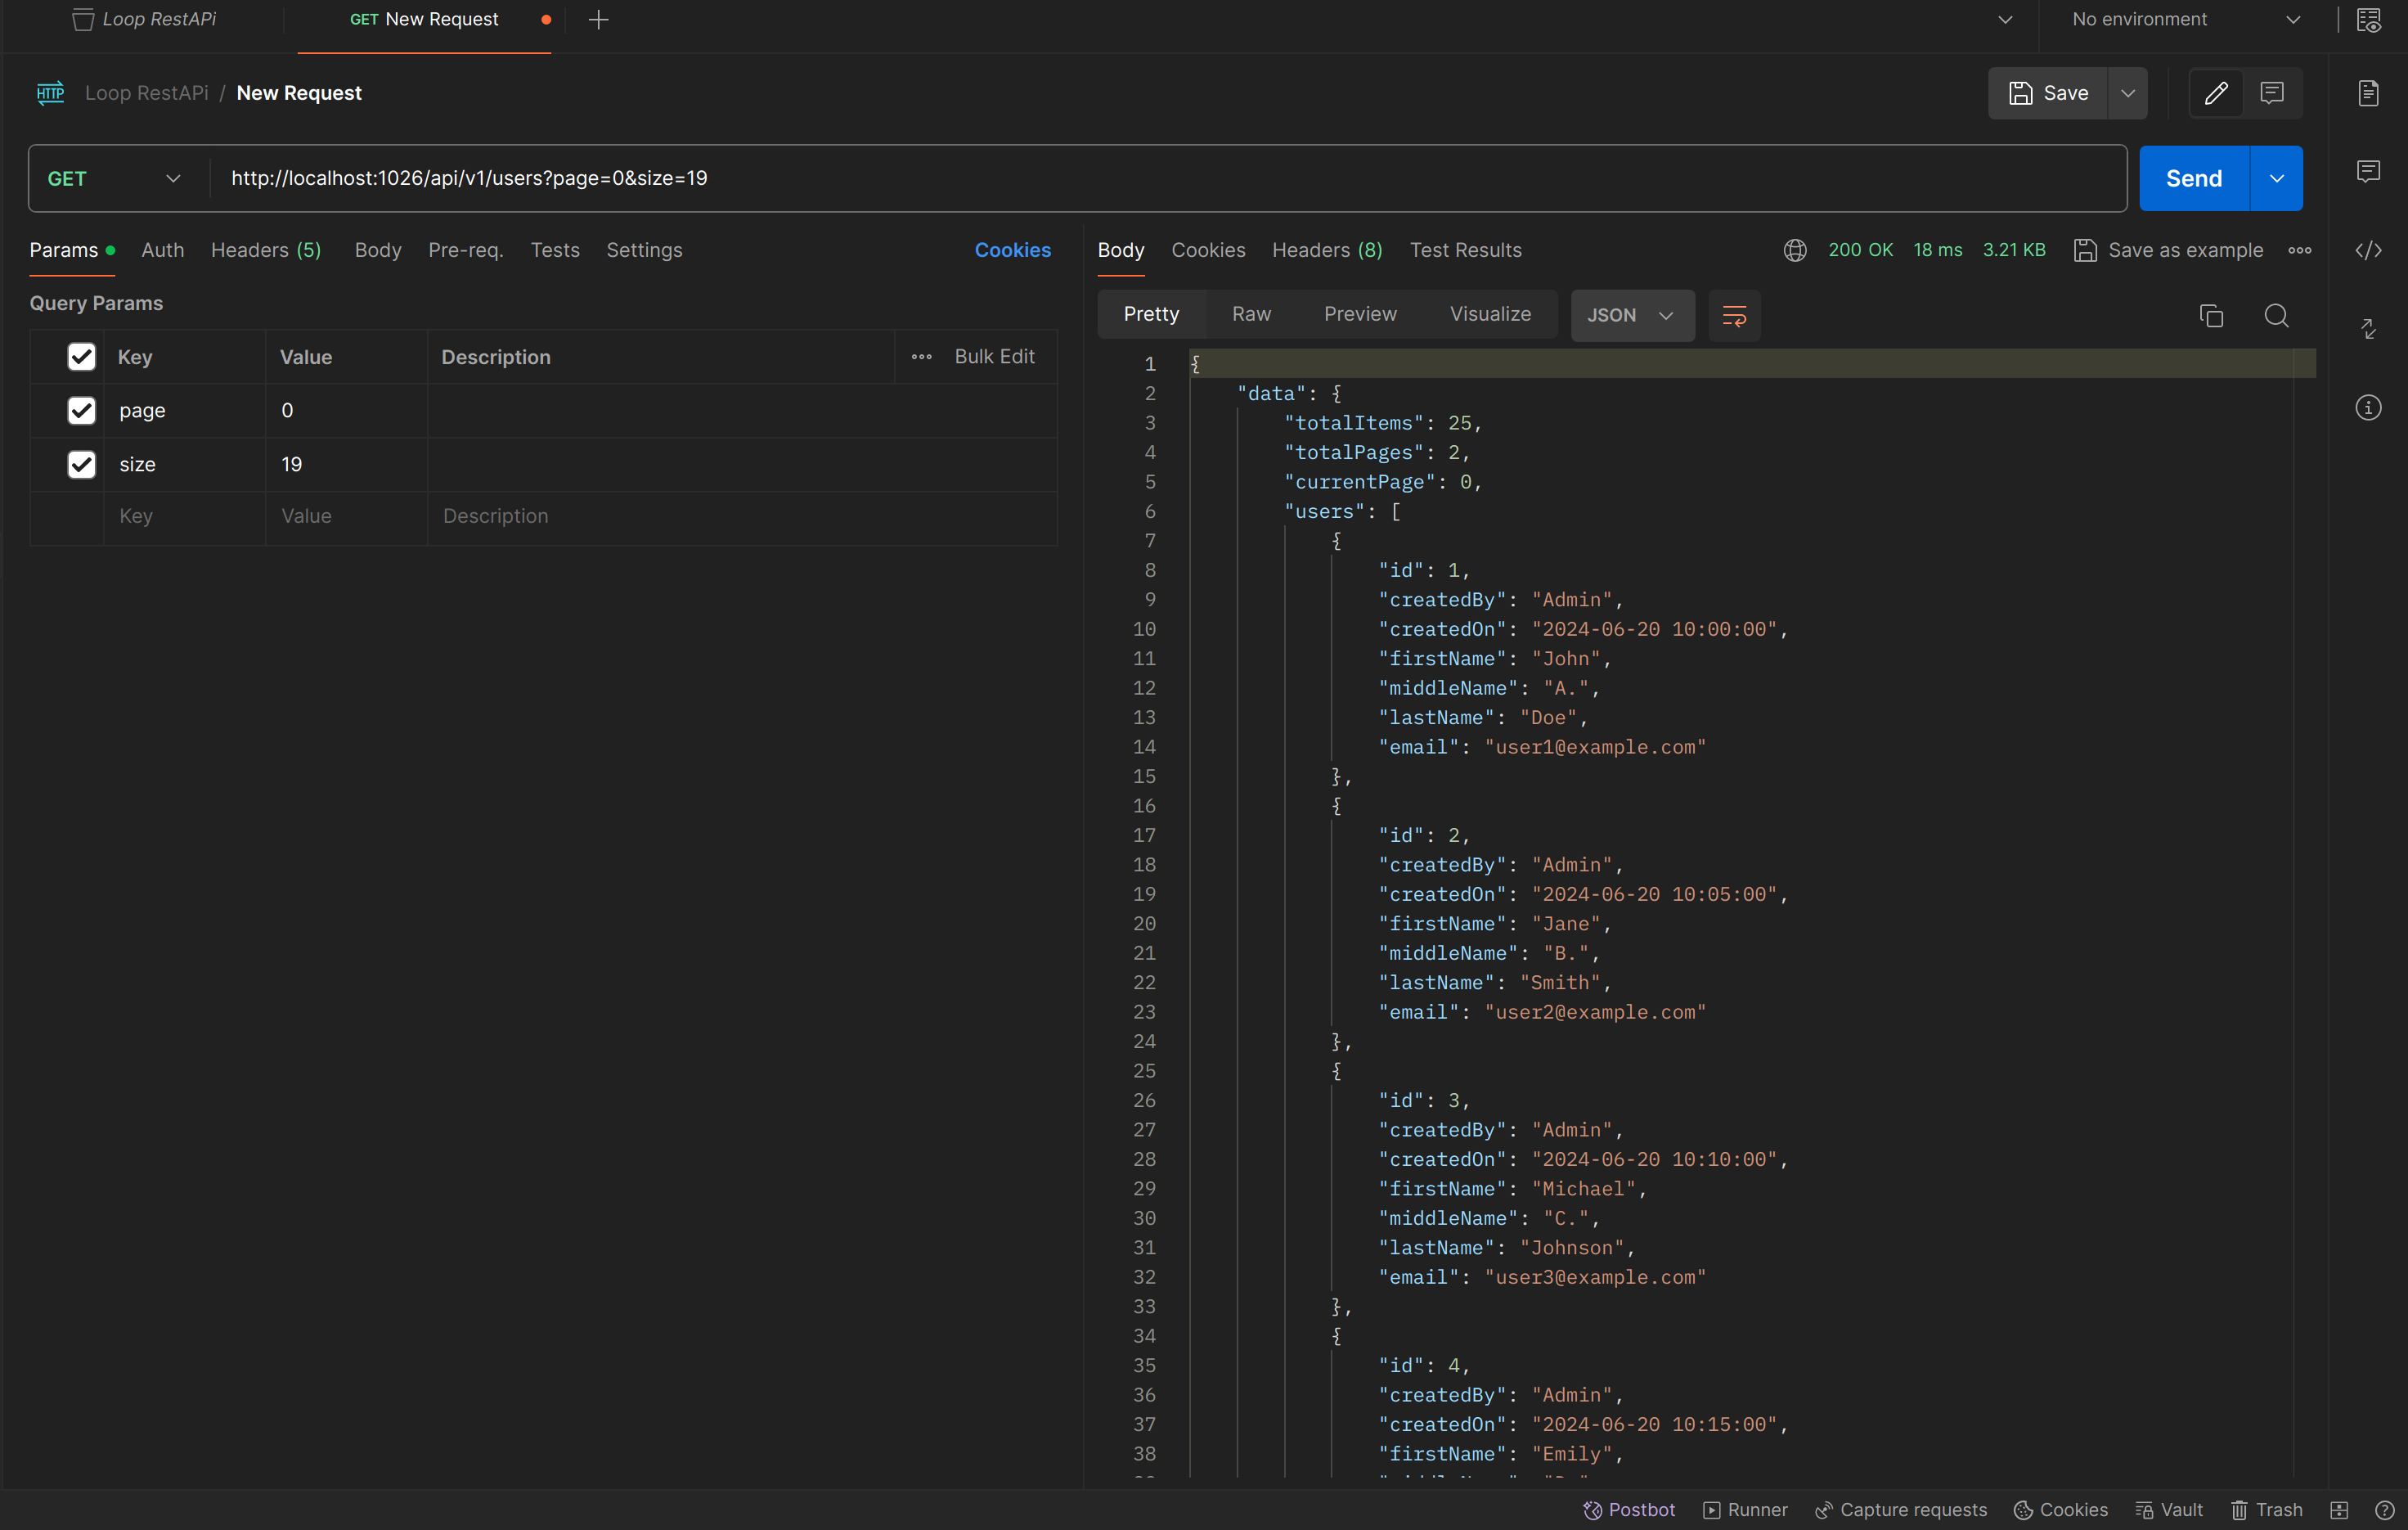 Loop RestAPi
GET New Request
No environment
HTTP Loop RestAPi / New Request
Save
GET http://localhost:1026/api/v1/users?page=0&size=19
Send
Params Auth Headers (5) Body Pre-req. Tests Settings Cookies
Query Params
Key Value Description Bulk Edit
page 0
size 19
Key Value Description
Body Cookies Headers (8) Test Results 200 OK 18 ms 3.21 KB Save as example
Pretty Raw Preview Visualize JSON
1 {
2 "data": {
3 "totalItems": 25,
4 "totalPages": 2,
5 "currentPage": 0,
6 "users": [
7 {
8 "id": 1,
9 "createdBy": "Admin",
10 "createdOn": "2024-06-20 10:00:00",
11 "firstName": "John",
12 "middleName": "A.",
13 "lastName": "Doe",
14 "email": "user1@example.com"
15 },
16 {
17 "id": 2,
18 "createdBy": "Admin",
19 "createdOn": "2024-06-20 10:05:00",
20 "firstName": "Jane",
21 "middleName": "B.",
22 "lastName": "Smith",
23 "email": "user2@example.com"
24 },
25 {
26 "id": 3,
27 "createdBy": "Admin",
28 "createdOn": "2024-06-20 10:10:00",
29 "firstName": "Michael",
30 "middleName": "C.",
31 "lastName": "Johnson",
32 "email": "user3@example.com"
33 },
34 {
35 "id": 4,
36 "createdBy": "Admin",
37 "createdOn": "2024-06-20 10:15:00",
38 "firstName": "Emily",
Postbot Runner Capture requests Cookies Vault Trash